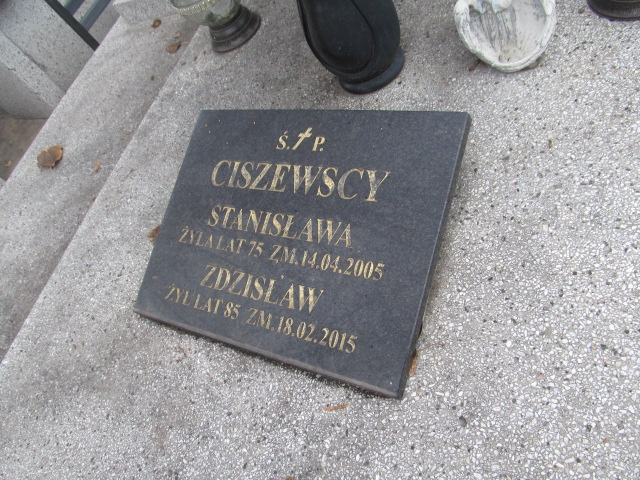 Ś. P.
CISZEWSCY
STANISŁAWA
ŻYŁA LAT 75 ZM. 14.04.2005
ZDZISŁAW
ŻYŁ LAT 85 ZM. 18.02.2015